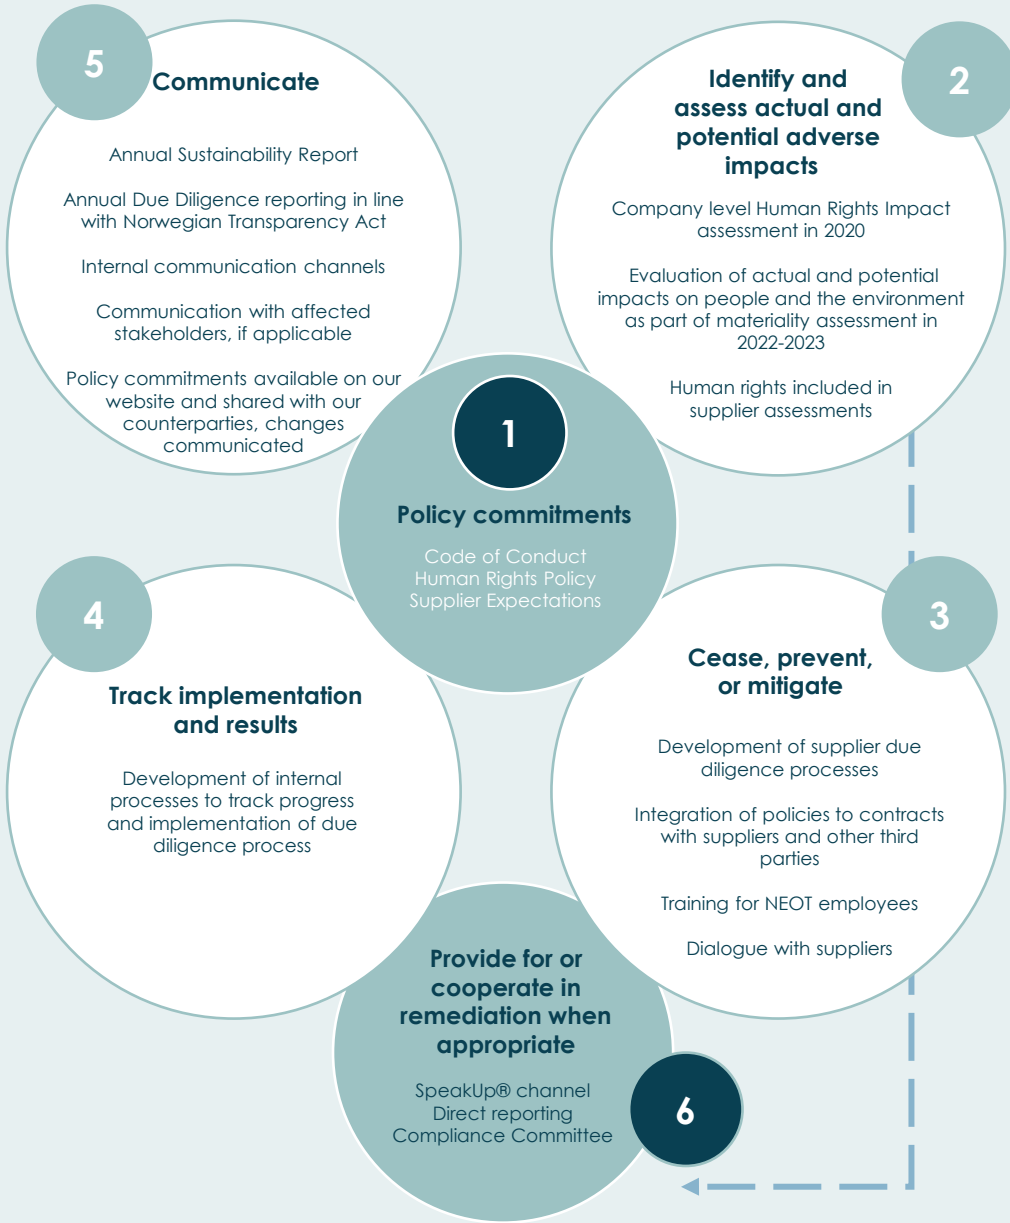 5
Communicate
Annual Sustainability Report
Annual Due Diligence reporting in line
with Norwegian Transparency Act
Internal communication channels
Communication with affected
stakeholders, if applicable
Policy commitments available on our
website and shared with our
counterparties, changes
communicated
2
Identify and
assess actual and
potential adverse
impacts
Company level Human Rights Impact
assessment in 2020
Evaluation of actual and potential
impacts on people and the environment
as part of materiality assessment in
2022-2023
Human rights included in
supplier assessments
1
Policy commitments
Code of Conduct
Human Rights Policy
Supplier Expectations
4
Track implementation
and results
Development of internal
processes to track progress
and implementation of due
diligence process
3
Cease, prevent,
or mitigate
Development of supplier due
diligence processes
Integration of policies to contracts
with suppliers and other third
parties
Training for NEOT employees
Dialogue with suppliers
Provide for or
cooperate in
remediation when
appropriate
SpeakUp® channel
Direct reporting
Compliance Committee
6